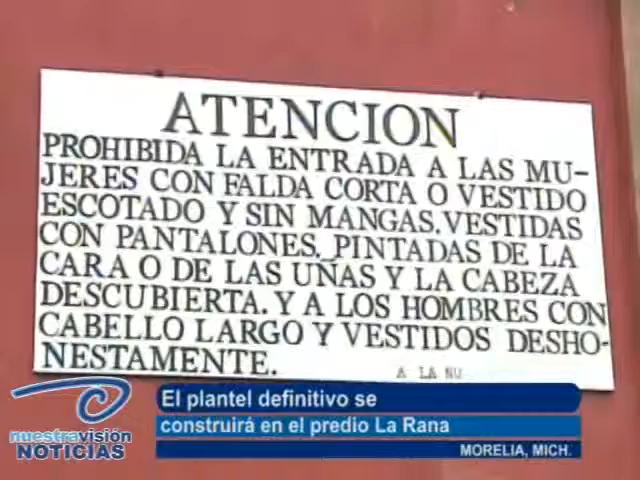 ATENCION
PROHIBIDA LA ENTRADA A LAS MU-
JERES CON FALDA CORTA O VESTIDO
ESCOTADO Y SIN MANGAS. VESTIDAS
CON PANTALONES. PINTADAS DE LA
CARA O DE LAS UÑAS Y LA CABEZA
DESCUBIERTA. Y A LOS HOMBRES CON
CABELLO LARGO Y VESTIDOS DESHO-
NESTAMENTE.
A LA NU
El plantel definitivo se
construirá en el predio La Rana
nuestravisión
NOTICIAS
MORELIA, MICH.